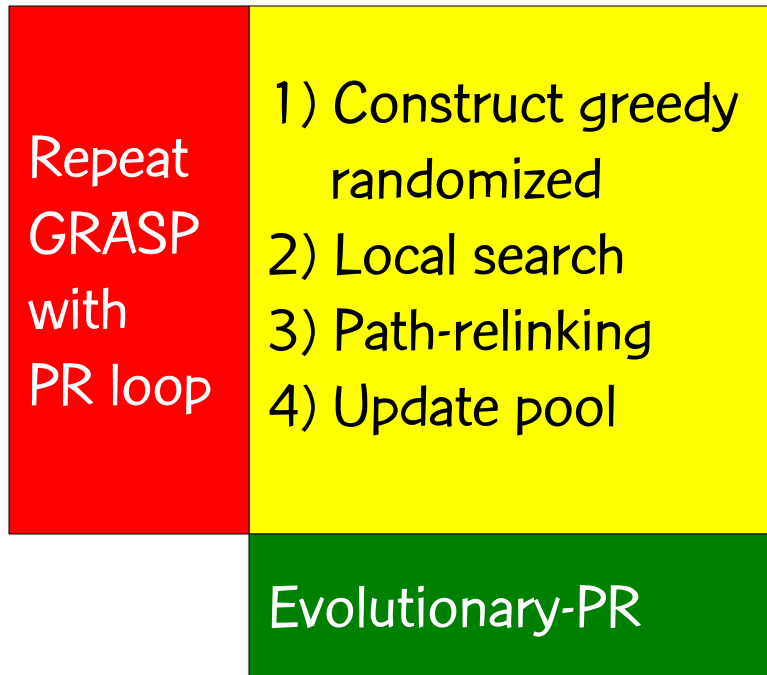 Repeat
GRASP
with
PR loop
1) Construct greedy
randomized
2) Local search
3) Path-relinking
4) Update pool
Evolutionary-PR